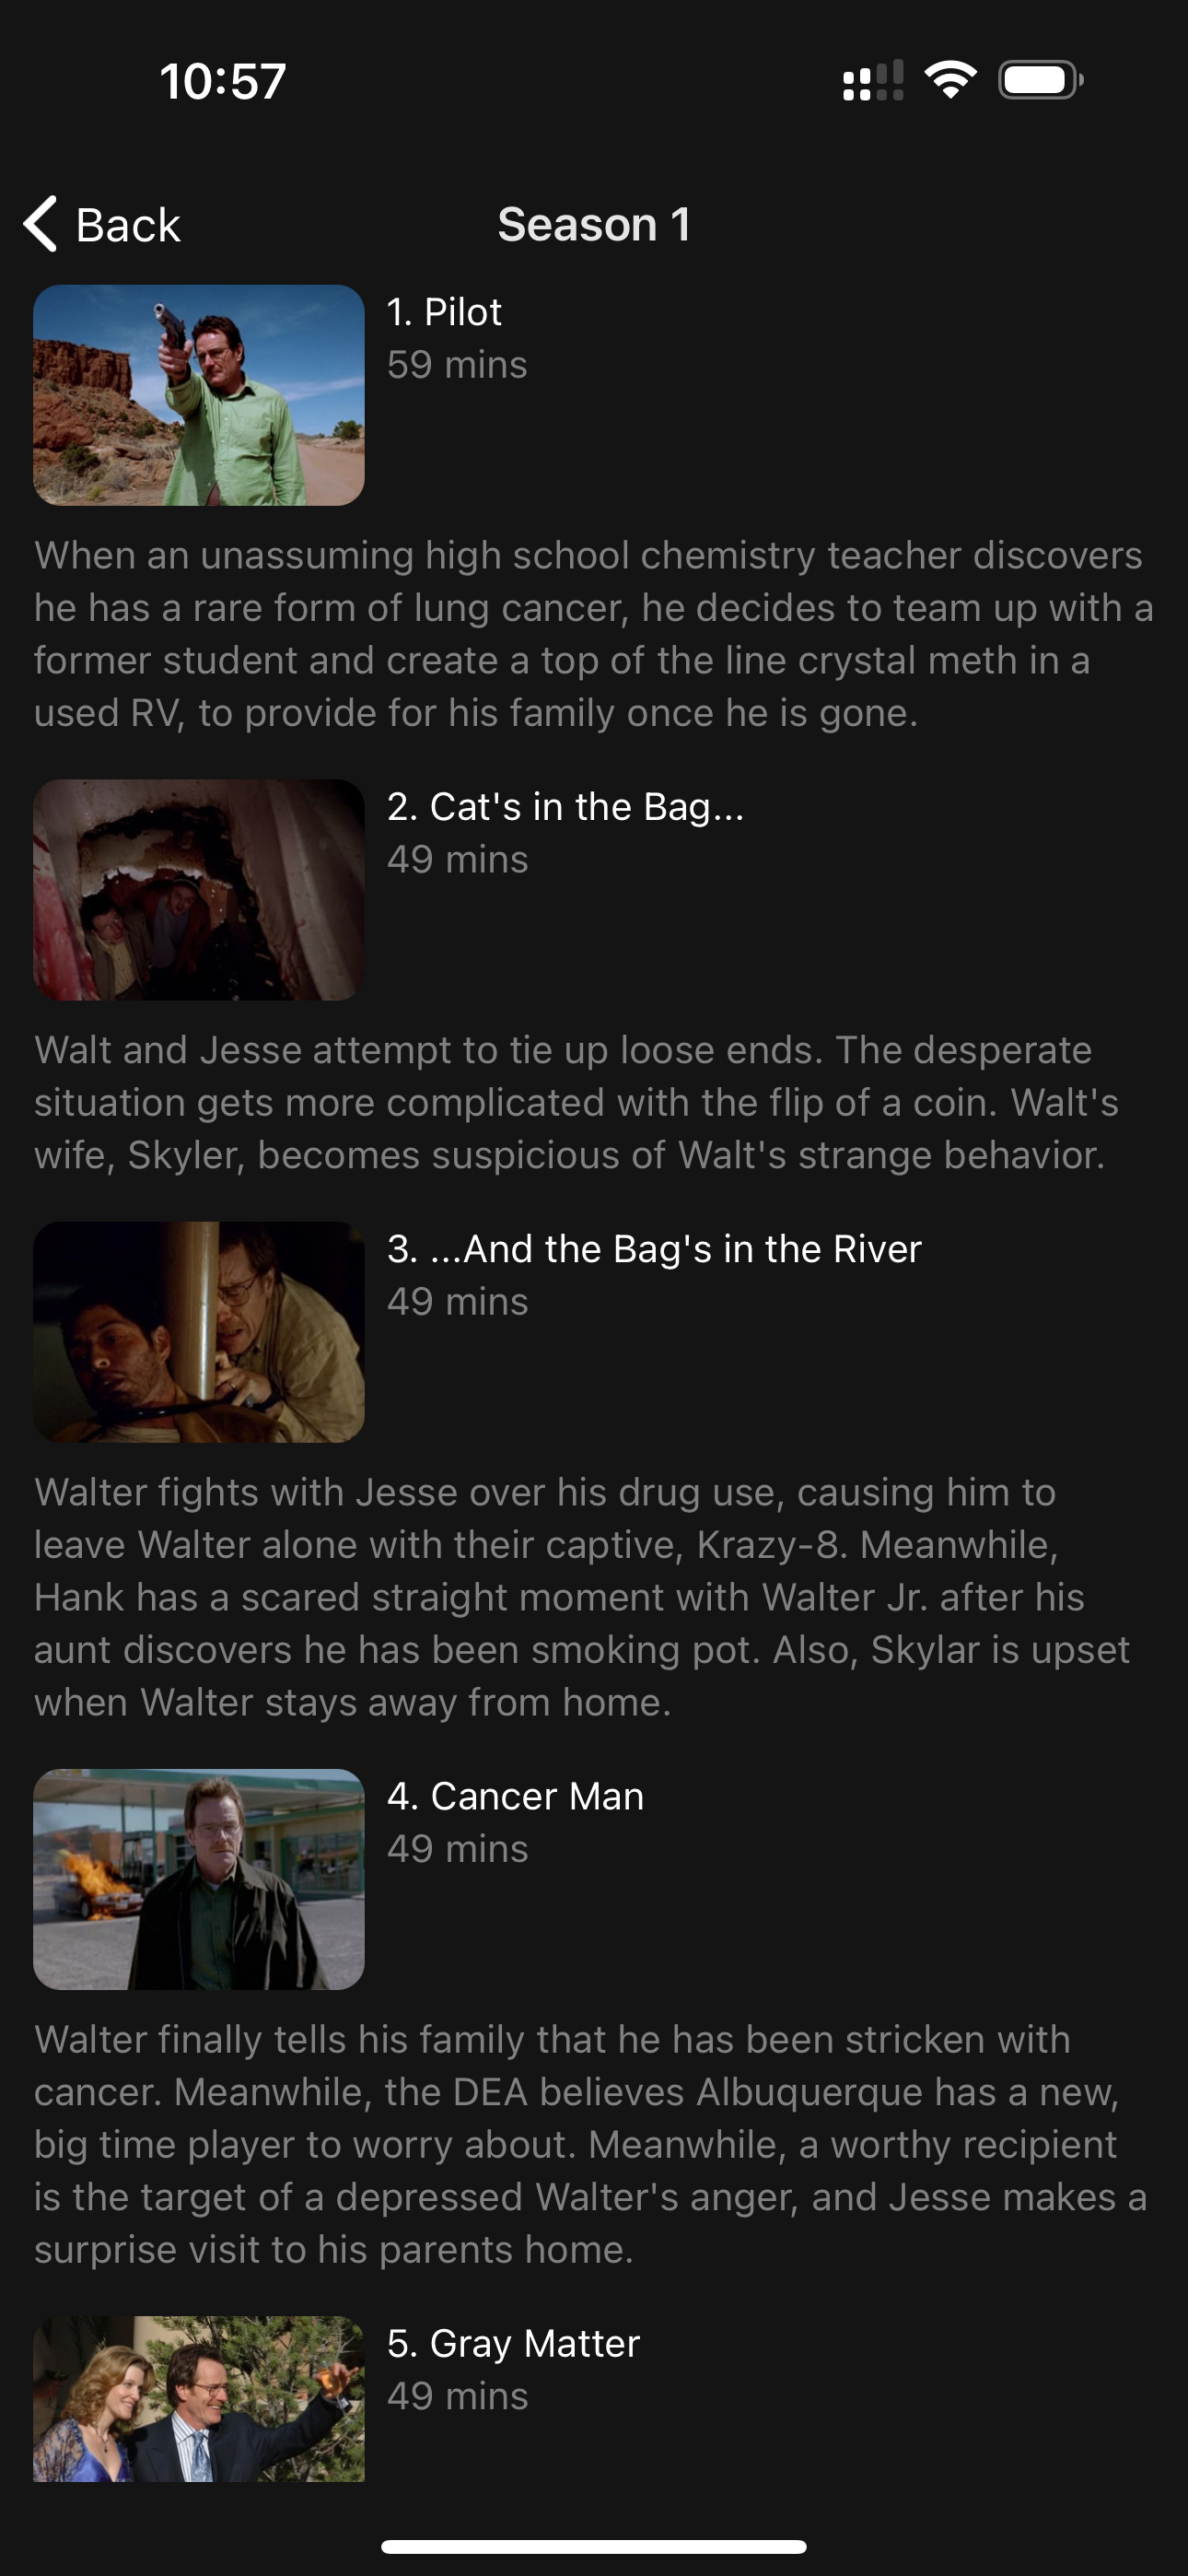 10:57
Back
Season 1
1. Pilot
59 mins
When an unassuming high school chemistry teacher discovers
he has a rare form of lung cancer, he decides to team up with a
former student and create a top of the line crystal meth in a
used RV, to provide for his family once he is gone.
2. Cat's in the Bag...
49 mins
Walt and Jesse attempt to tie up loose ends. The desperate
situation gets more complicated with the flip of a coin. Walt's
wife, Skyler, becomes suspicious of Walt's strange behavior.
3. ...And the Bag's in the River
49 mins
Walter fights with Jesse over his drug use, causing him to
leave Walter alone with their captive, Krazy-8. Meanwhile,
Hank has a scared straight moment with Walter Jr. after his
aunt discovers he has been smoking pot. Also, Skylar is upset
when Walter stays away from home.
4. Cancer Man
49 mins
Walter finally tells his family that he has been stricken with
cancer. Meanwhile, the DEA believes Albuquerque has a new,
big time player to worry about. Meanwhile, a worthy recipient
is the target of a depressed Walter's anger, and Jesse makes a
surprise visit to his parents home.
5. Gray Matter
49 mins